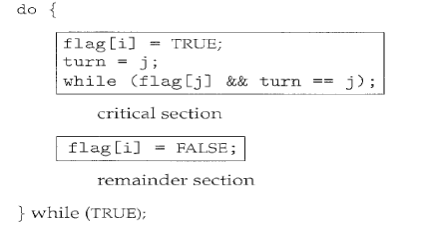 do {
flag[i] = TRUE;
turn = j;
while (flag[j] && turn == j);
critical section
flag[i] = FALSE;
remainder section
} while (TRUE);